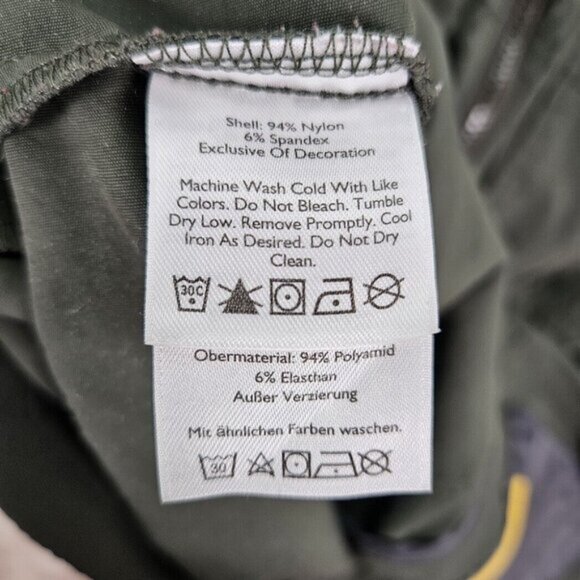 Shell: 94% Nylon
6% Spandex
Exclusive Of Decoration
Machine Wash Cold With Like
Colors. Do Not Bleach. Tumble
Dry Low. Remove Promptly. Cool
Iron As Desired. Do Not Dry
Clean.
30C
Obermaterial: 94% Polyamid
6% Elasthan
Außer Verzierung
Mit ähnlichen Farben waschen.
30